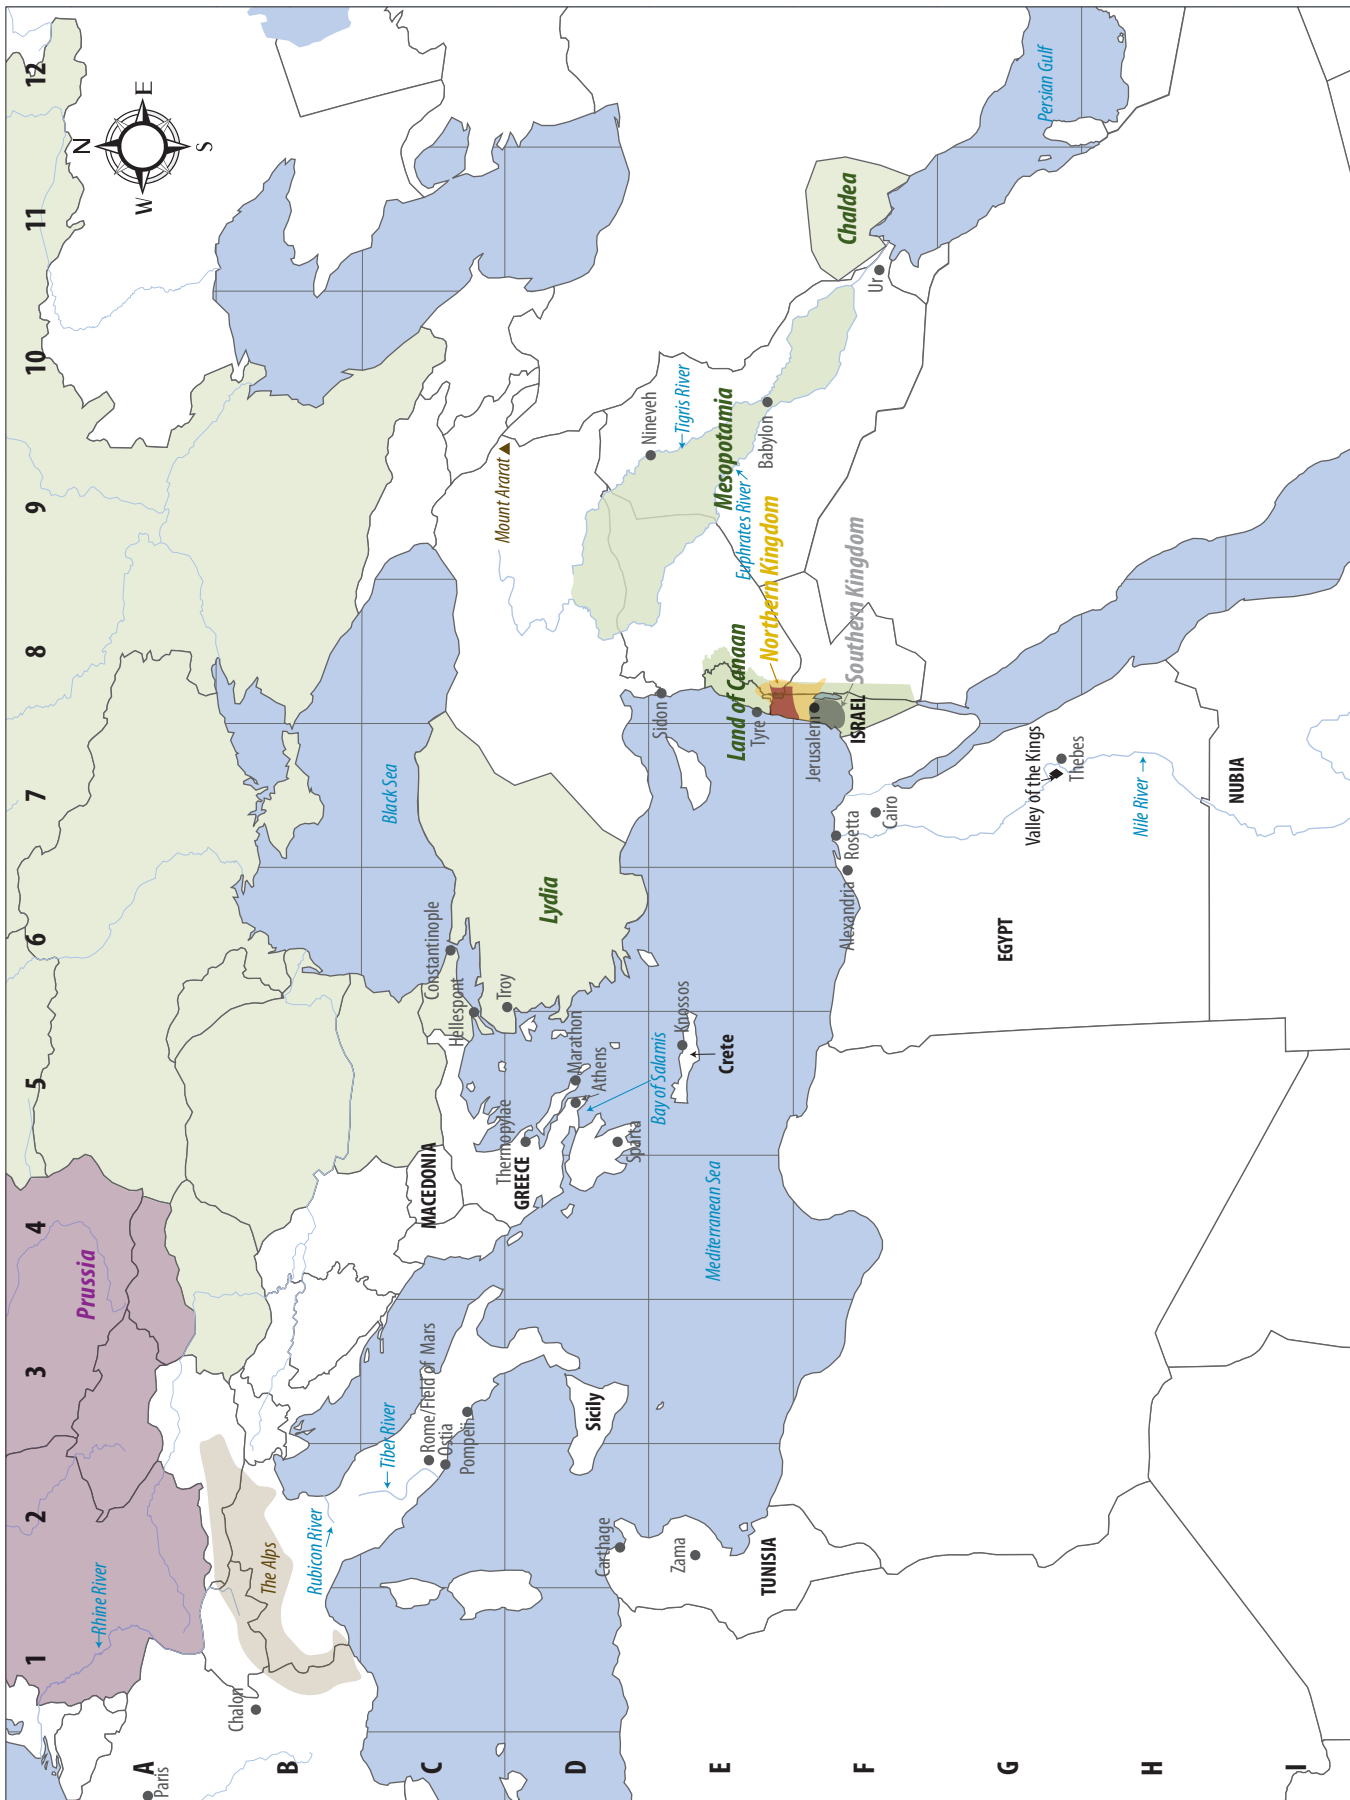 1
2
3
4
5
6
7
8
9
10
11
12
A
B
C
D
E
F
G
H
I
N
E
S
W
Paris
Rhine River
Prussia
Chalon
The Alps
Rubicon River
Tiber River
Rome/Field of Mars
Ostia
Pompeii
Sicily
Carthage
Zama
TUNISIA
Mediterranean Sea
MACEDONIA
GREECE
Thermopylae
Marathon
Athens
Sparta
Bay of Salamis
Knossos
Crete
Hellespont
Constantinople
Troy
Lydia
Black Sea
Mount Ararat
Nineveh
Tigris River
Mesopotamia
Euphrates River
Babylon
Chaldea
Ur
Persian Gulf
Northern Kingdom
Southern Kingdom
Land of Canaan
Sidon
Tyre
Jerusalem
ISRAEL
Rosetta
Alexandria
Cairo
EGYPT
Valley of the Kings
Thebes
Nile River
NUBIA